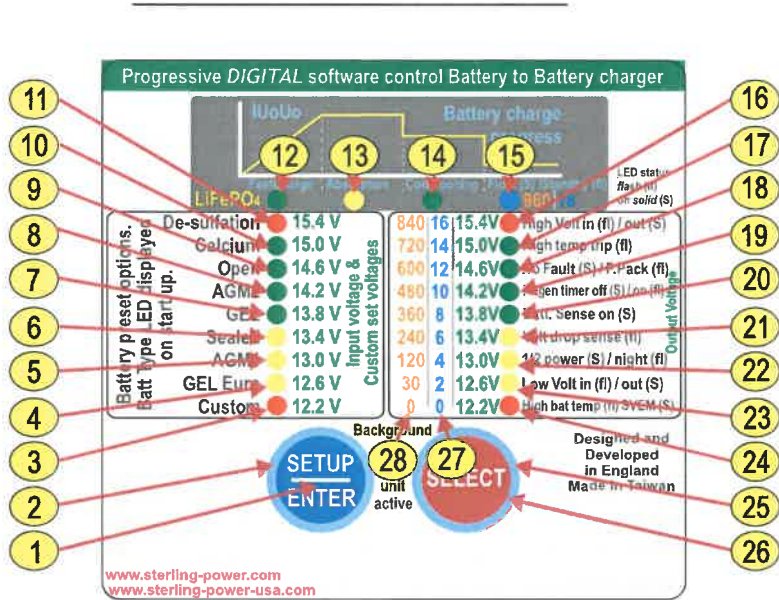 Progressive DIGITAL software control Battery to Battery charger
IUoUo
Battery charge
LED status
LiFePO4
on solid (S)
Battery preset options.
Batt type LED displayed
on start up.
De-sulfation 15.4 V
Calcium 15.0 V
Open 14.6 V
14.2 V
GEL 13.8 V
Sealed 13.4 V
13.0 V
GEL Euro 12.6 V
Custom 12.2 V
Input voltage &
Custom set voltages
840 16 15.4V High Volt in (fl) / out (S)
720 14 15.0V High temp trip (fl)
600 12 14.6V No Fault (S) / P.Pack (fl)
480 10 14.2V Regen timer off (S) / on (fl)
360 8 13.8V Batt. Sense on (S)
240 6 13.4V Volt drop sense (fl)
120 4 13.0V 1/2 power (S) / night (fl)
30 2 12.6V Low Volt in (fl) / out (S)
0 0 12.2V High bat temp (fl) SVEM (S)
Output Voltage
Background
unit
active
SETUP
ENTER
SELECT
Designed and
Developed
in England
Made in Taiwan
www.sterling-power.com
www.sterling-power-usa.com
11
10
9
8
7
6
5
4
3
2
1
12
13
14
15
16
17
18
19
20
21
22
23
24
25
26
28
27